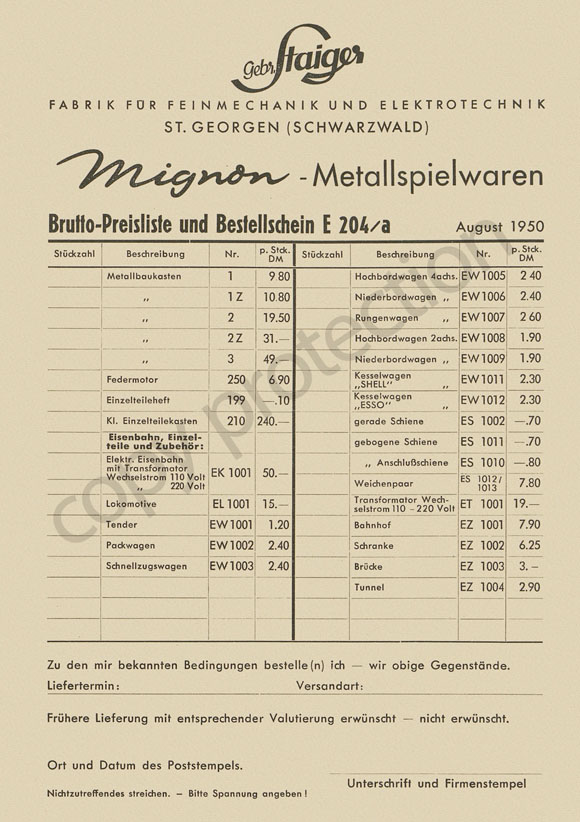 Gebr. Staiger
FABRIK FÜR FEINMECHANIK UND ELEKTROTECHNIK
ST. GEORGEN (SCHWARZWALD)
Mignon - Metallspielwaren
Brutto-Preisliste und Bestellschein E 204/a August 1950
Stückzahl Beschreibung Nr. p. Stck. DM Stückzahl Beschreibung Nr. p. Stck. DM
Metallbaukasten 1 9.80 Hochbordwagen 4achs. EW 1005 2 40
„ 1 Z 10.80 Niederbordwagen „ EW 1006 2.40
„ 2 19.50 Rungenwagen „ EW 1007 2 60
„ 2 Z 31.— Hochbordwagen 2achs. EW 1008 1.90
„ 3 49.— Niederbordwagen „ EW 1009 1.90
Federmotor 250 6.90 Kesselwagen „SHELL“ „ EW 1011 2.30
Einzelteileheft 199 —.10 Kesselwagen „ESSO“ „ EW 1012 2.30
Kl. Einzelteilekasten 210 240.— gerade Schiene ES 1002 —.70
Eisenbahn, Einzel-
teile und Zubehör: gebogene Schiene ES 1011 —.70
Elektr. Eisenbahn
mit Transformator
Wechselstrom 110 Volt
„ 220 Volt EK 1001 50.— „ Anschlußschiene ES 1010 —.80
Weichenpaar ES 1012/1013 7.80
Lokomotive EL 1001 15.— Transformator Wech-
selstrom 110 - 220 Volt ET 1001 19.—
Tender EW 1001 1.20 Bahnhof EZ 1001 7.90
Packwagen EW 1002 2.40 Schranke EZ 1002 6.25
Schnellzugswagen EW 1003 2.40 Brücke EZ 1003 3.—
Tunnel EZ 1004 2.90
Zu den mir bekannten Bedingungen bestelle(n) ich — wir obige Gegenstände.
Liefertermin: Versandart:
Frühere Lieferung mit entsprechender Valutierung erwünscht — nicht erwünscht.
Ort und Datum des Poststempels.
Unterschrift und Firmenstempel
Nichtzutreffendes streichen. — Bitte Spannung angeben!
copy protection